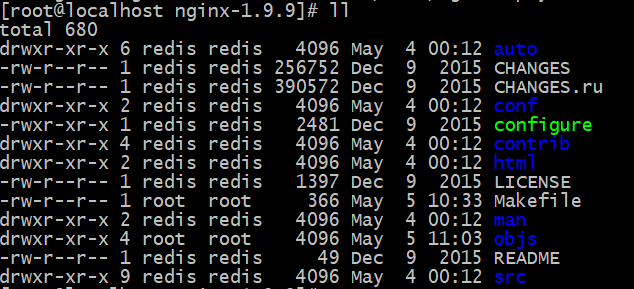 [root@localhost nginx-1.9.9]# ll
total 680
drwxr-xr-x 6 redis redis   4096 May  4 00:12 auto
-rw-r--r-- 1 redis redis 256752 Dec  9  2015 CHANGES
-rw-r--r-- 1 redis redis 390572 Dec  9  2015 CHANGES.ru
drwxr-xr-x 2 redis redis   4096 May  4 00:12 conf
-rwxr-xr-x 1 redis redis   2481 Dec  9  2015 configure
drwxr-xr-x 4 redis redis   4096 May  4 00:12 contrib
drwxr-xr-x 2 redis redis   4096 May  4 00:12 html
-rw-r--r-- 1 redis redis   1397 Dec  9  2015 LICENSE
-rw-r--r-- 1 root  root     366 May  5 10:33 Makefile
drwxr-xr-x 2 redis redis   4096 May  4 00:12 man
drwxr-xr-x 4 root  root    4096 May  5 11:03 objs
-rw-r--r-- 1 redis redis     49 Dec  9  2015 README
drwxr-xr-x 9 redis redis   4096 May  4 00:12 src